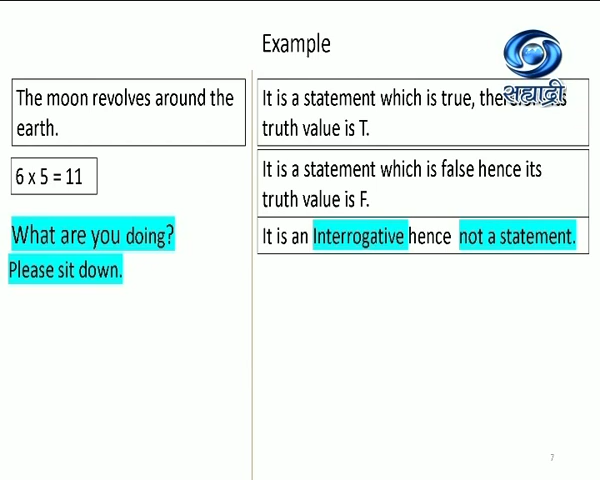 Example
The moon revolves around the
earth.
It is a statement which is true,
truth value is T.
6 x 5 = 11
It is a statement which is false hence its
truth value is F.
What are you doing?
It is an Interrogative hence not a statement.
Please sit down.
सह्याद्री
7